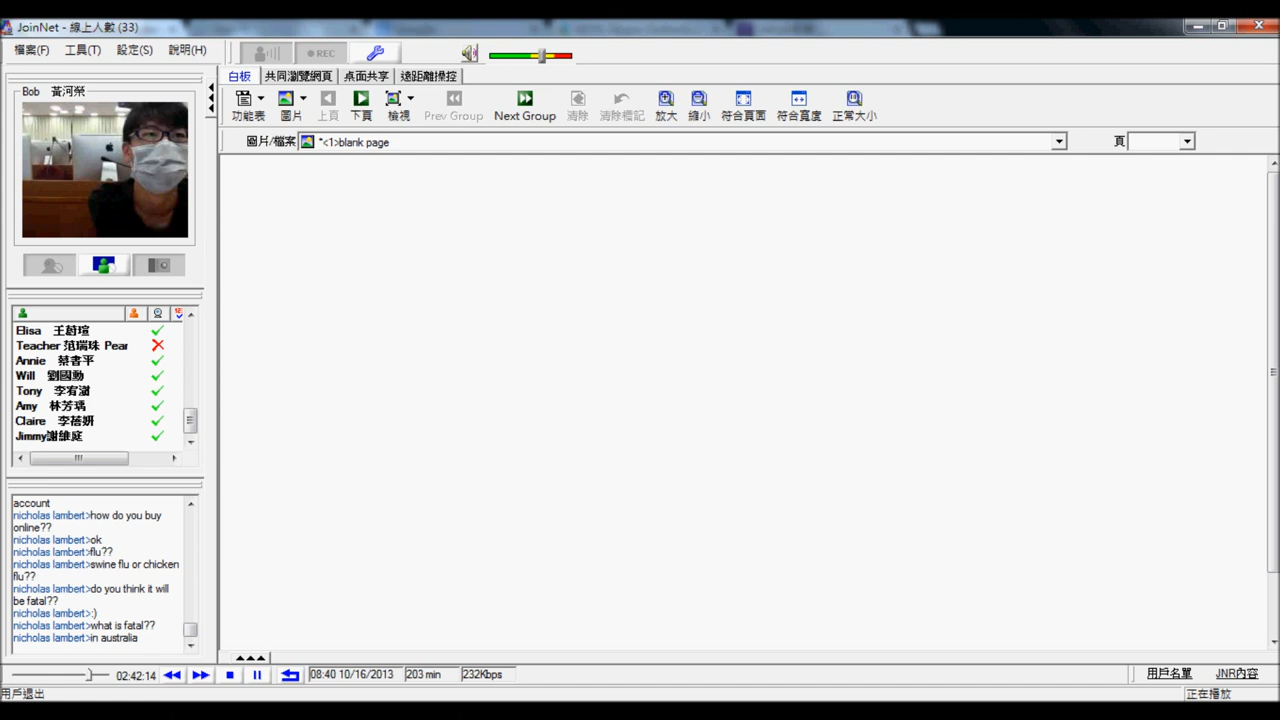 JoinNet - 線上人數 (33)
檔案(F) 工具(T) 設定(S) 說明(H)
REC
白板 共同瀏覽網頁 桌面共享 遠距離操控
功能表 圖片 上頁 下頁 檢視 Prev Group Next Group 清除 清除標記 放大 縮小 符合頁面 符合寬度 正常大小
圖片/檔案 *<1>blank page 頁
Bob 黃河榮
Elisa 王蒔瑄
Teacher 范瑞珠 Pear
Annie 蔡書平
Will 劉國勳
Tony 李宥澍
Amy 林芳瑀
Claire 李蓓妍
Jimmy謝維庭
account
nicholas lambert>how do you buy
online??
nicholas lambert>ok
nicholas lambert>flu??
nicholas lambert>swine flu or chicken
flu??
nicholas lambert>do you think it will
be fatal??
nicholas lambert>:)
nicholas lambert>what is fatal??
nicholas lambert>in australia
02:42:14 08:40 10/16/2013 203 min 232Kbps 用戶名單 JNR內容
用戶退出 正在播放